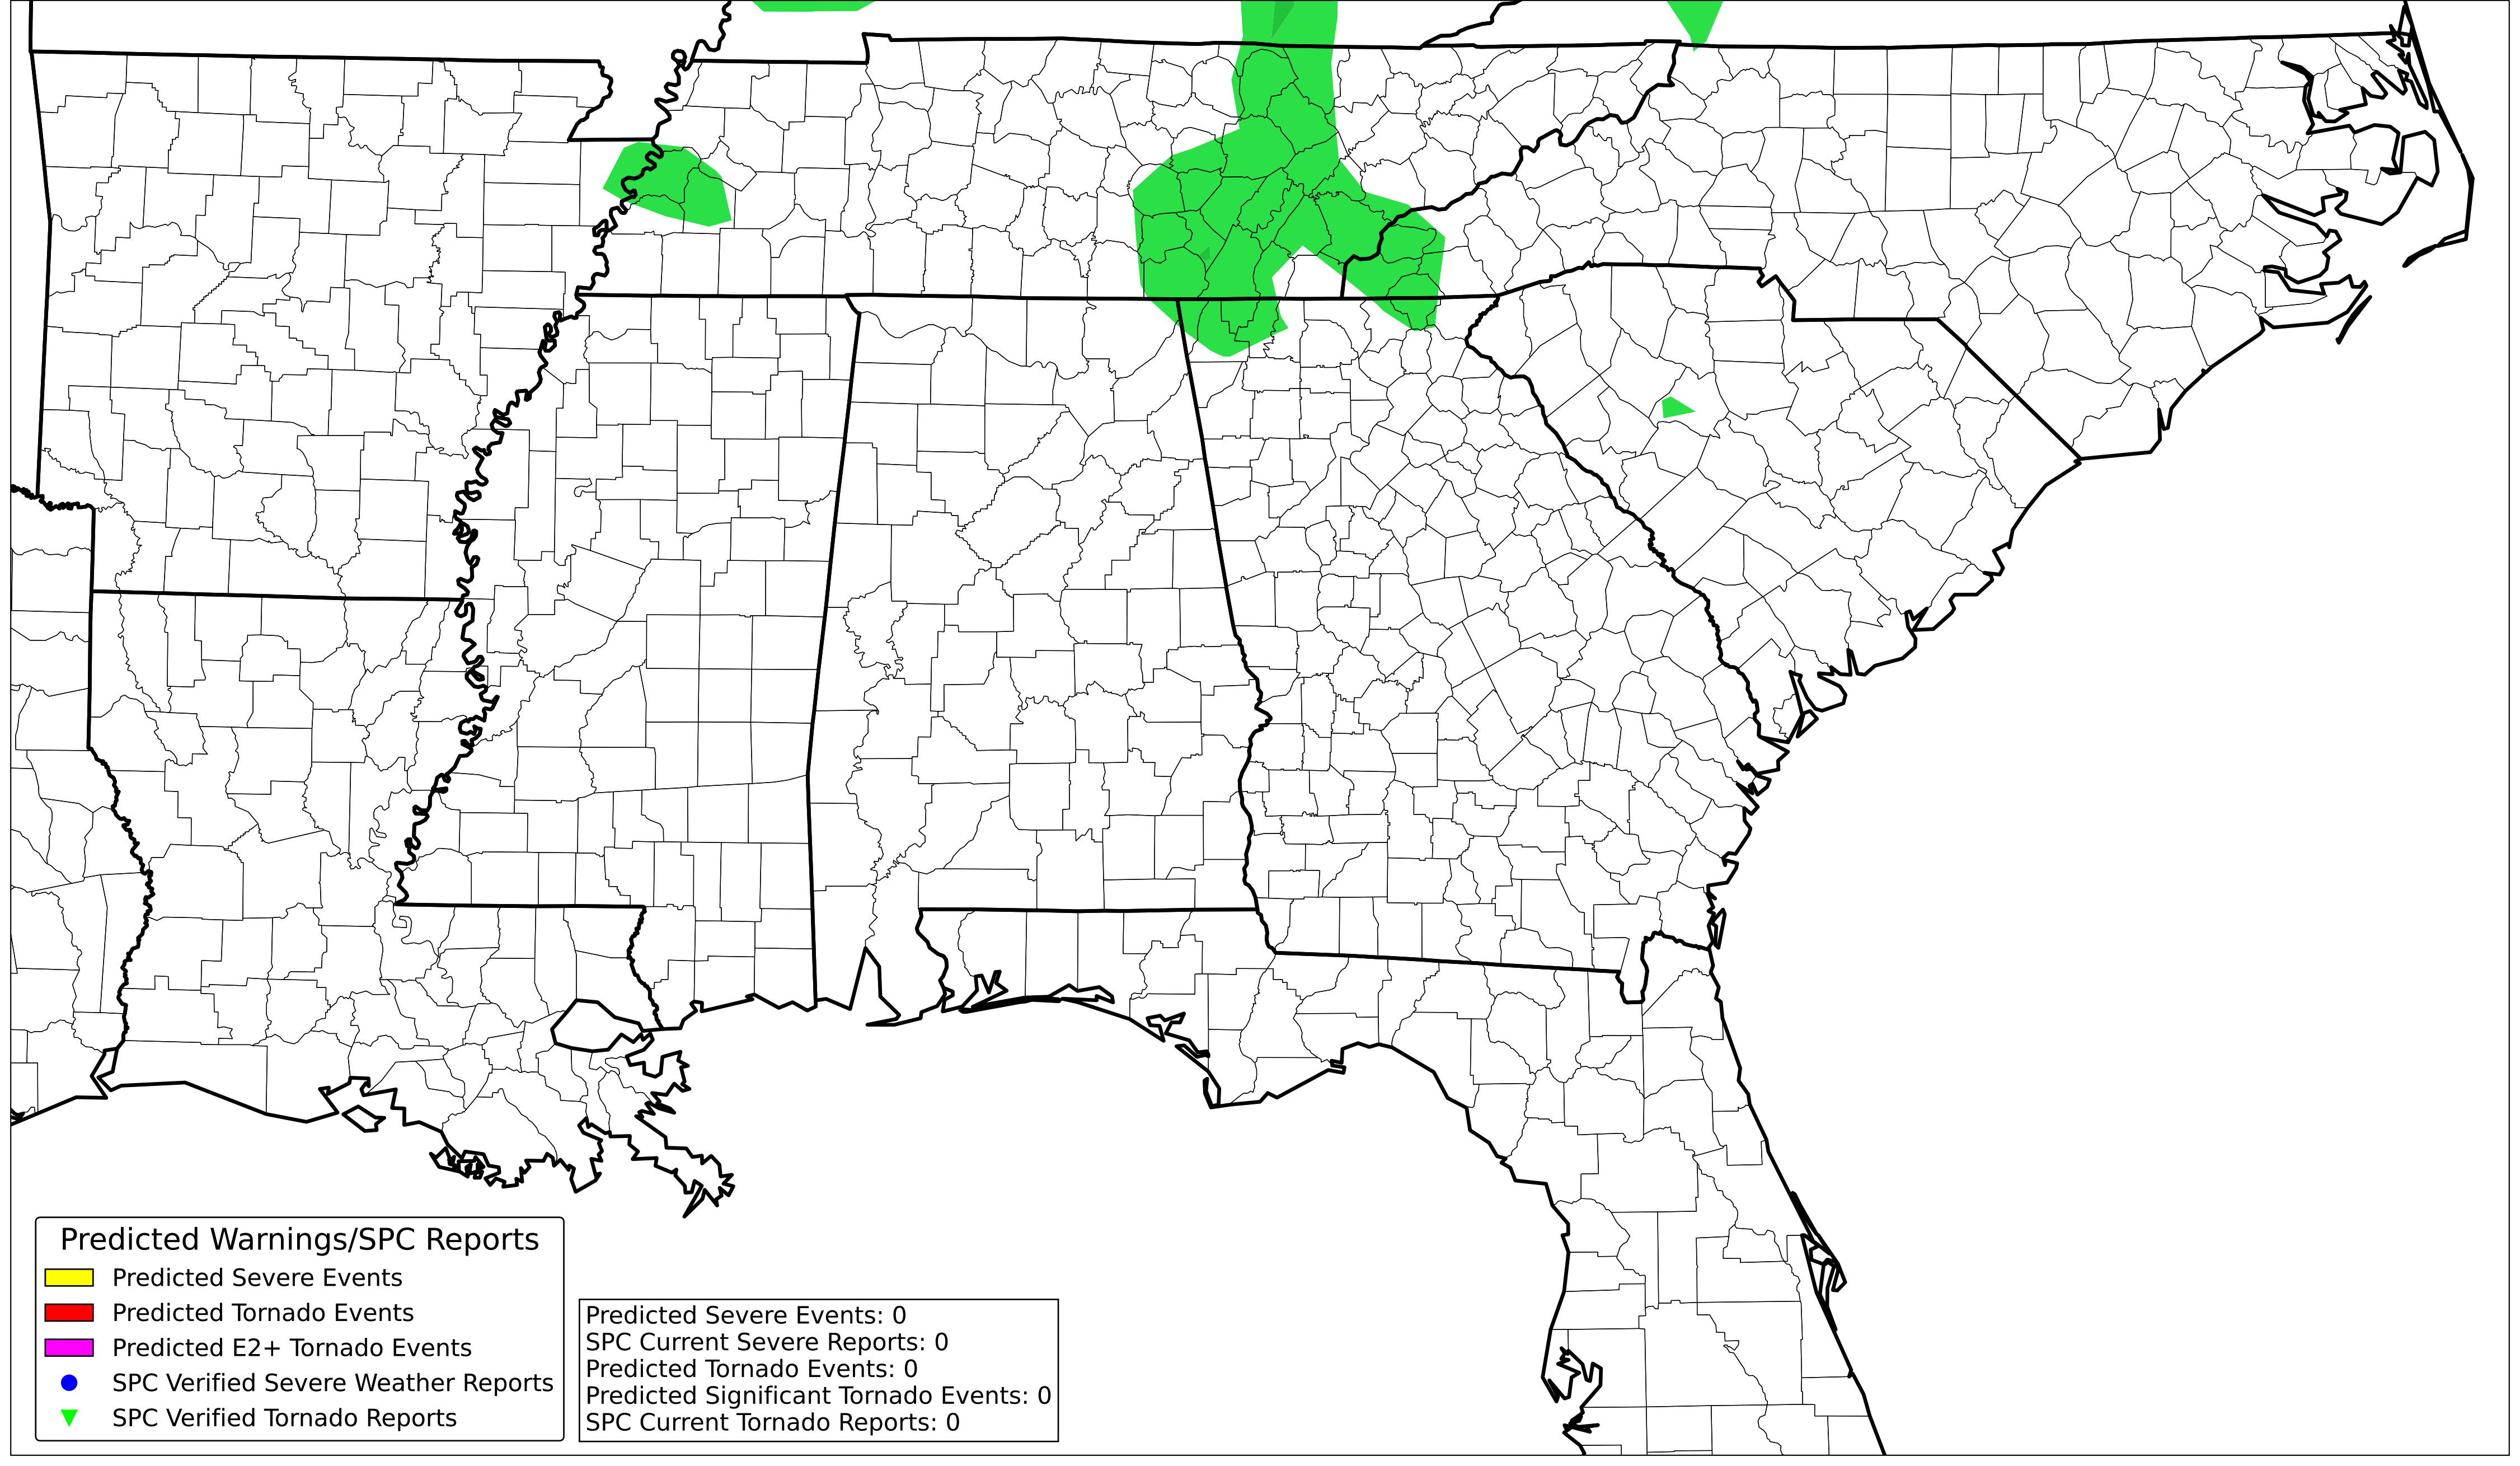 Predicted Warnings/SPC Reports
Predicted Severe Events
Predicted Tornado Events
Predicted E2+ Tornado Events
SPC Verified Severe Weather Reports
SPC Verified Tornado Reports
Predicted Severe Events: 0
SPC Current Severe Reports: 0
Predicted Tornado Events: 0
Predicted Significant Tornado Events: 0
SPC Current Tornado Reports: 0